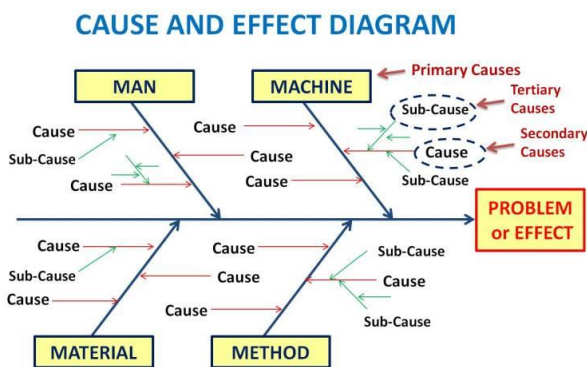 CAUSE AND EFFECT DIAGRAM
MAN
MACHINE
Primary Causes
Tertiary
Causes
Sub-Cause
Cause
Cause
Secondary
Causes
Sub-Cause
Cause
Cause
Cause
Cause
Sub-Cause
PROBLEM
or EFFECT
Cause
Cause
Sub-Cause
Sub-Cause
Cause
Cause
Cause
Cause
Sub-Cause
MATERIAL
METHOD